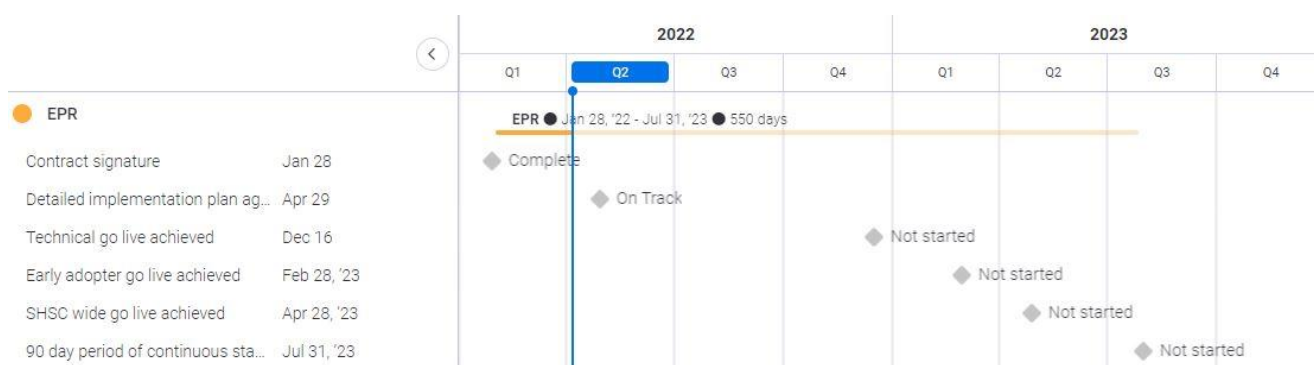 2022 2023
Q1 Q2 Q3 Q4 Q1 Q2 Q3 Q4
EPR
EPR ● Jan 28, '22 - Jul 31, '23 ● 550 days
Contract signature Jan 28 Complete
Detailed implementation plan ag... Apr 29 On Track
Technical go live achieved Dec 16 Not started
Early adopter go live achieved Feb 28, '23 Not started
SHSC wide go live achieved Apr 28, '23 Not started
90 day period of continuous sta... Jul 31, '23 Not started